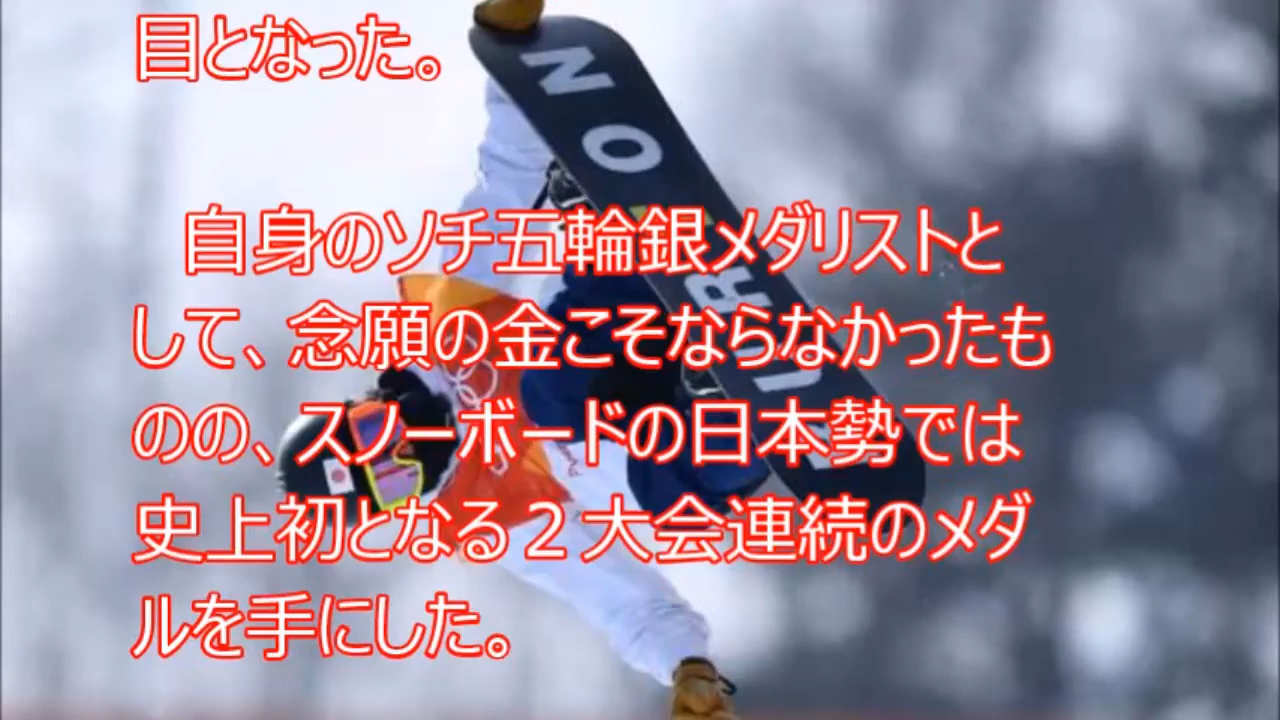 目となった。
自身のソチ五輪銀メダリストと
して、念願の金こそならなかったも
のの、スノーボードの日本勢では
史上初となる２大会連続のメダ
ルを手にした。
BURTON